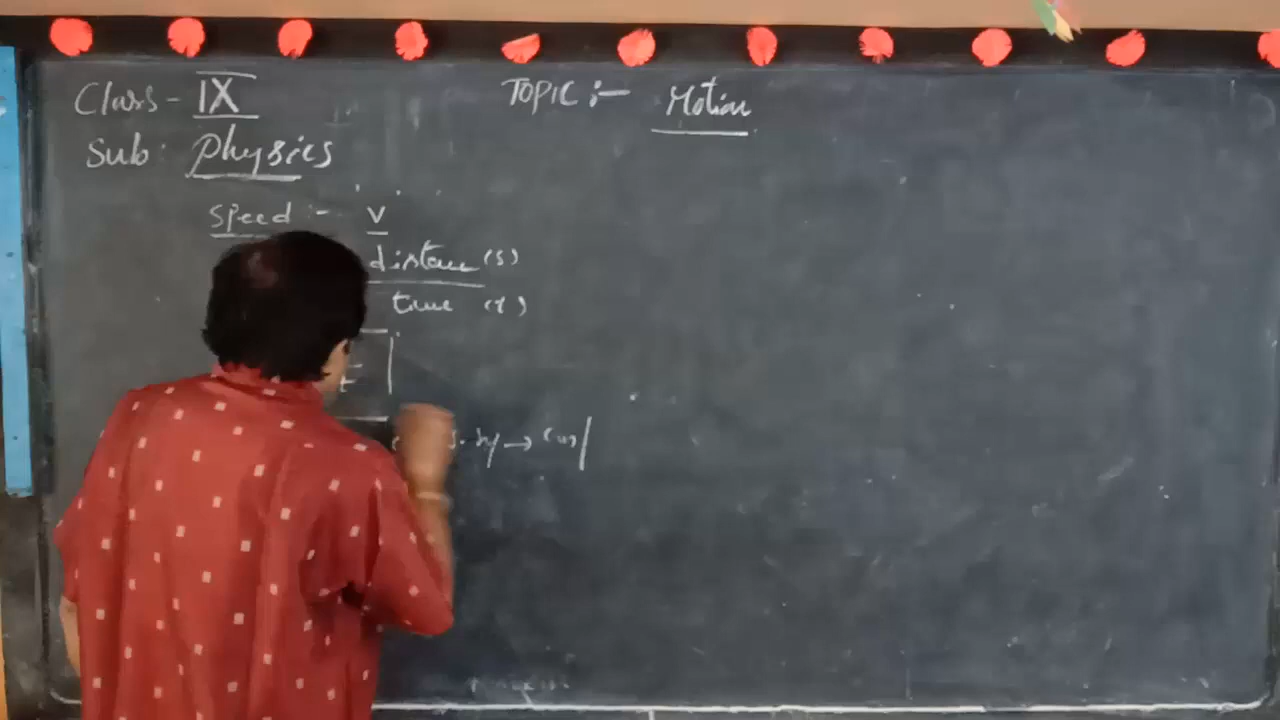 Class - IX
TOPIC :- Motion
Sub: Physics
Speed :- v
distance (s)
time (t)
t